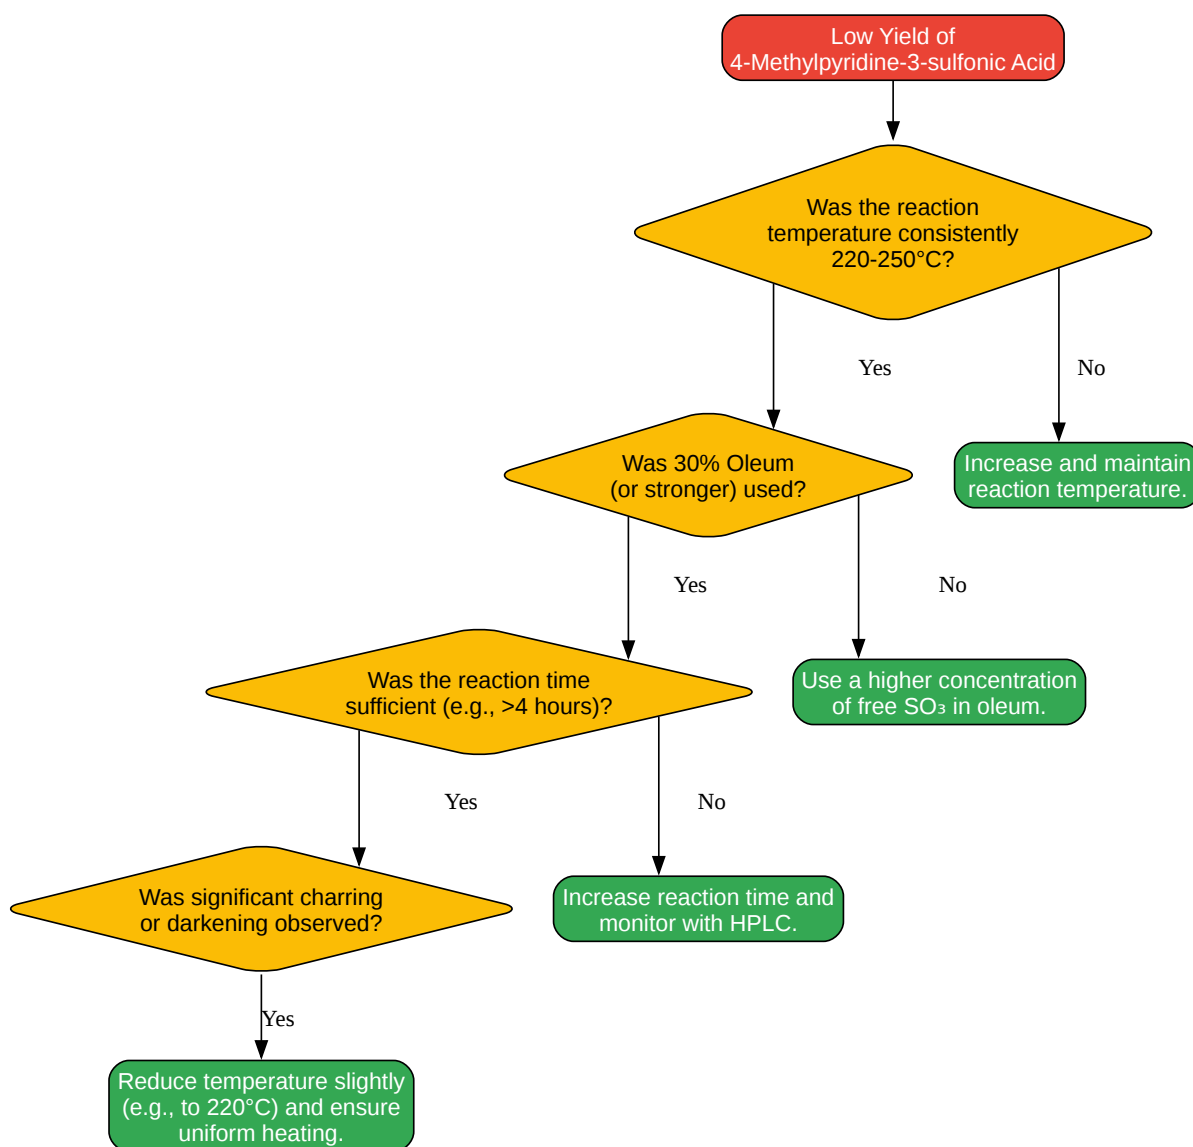 Low Yield of
4-Methylpyridine-3-sulfonic Acid
Was the reaction
temperature consistently
220-250°C?
Yes
No
Was 30% Oleum
(or stronger) used?
Increase and maintain
reaction temperature.
Yes
No
Was the reaction time
sufficient (e.g., >4 hours)?
Use a higher concentration
of free SO₃ in oleum.
Yes
No
Was significant charring
or darkening observed?
Increase reaction time and
monitor with HPLC.
Yes
Reduce temperature slightly
(e.g., to 220°C) and ensure
uniform heating.